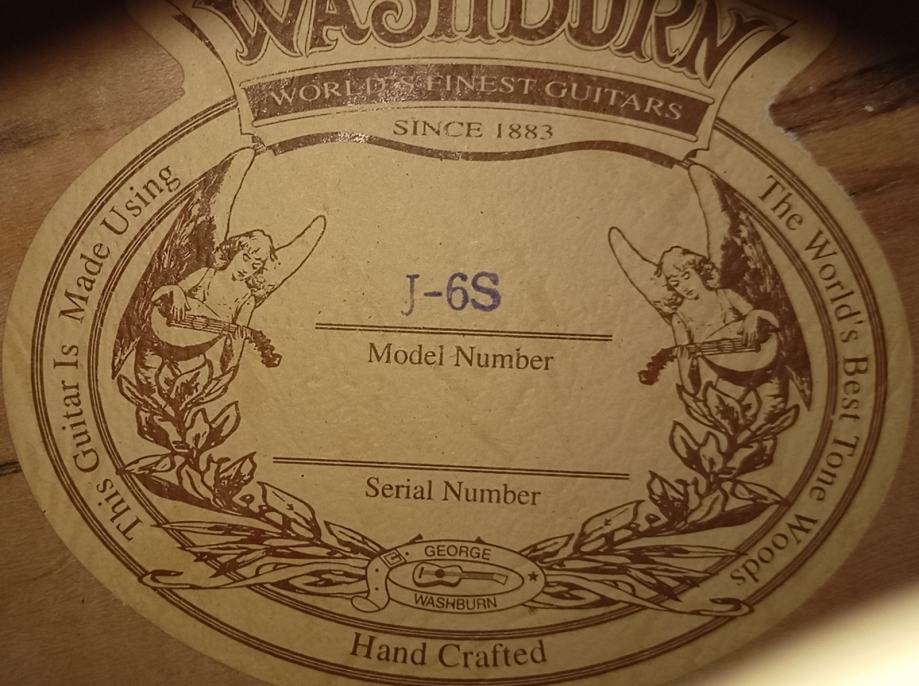 WASHBURN
WORLD'S FINEST GUITARS
SINCE 1883
This Guitar Is Made Using
The World's Best Tone Woods
J-6S
Model Number
Serial Number
GEORGE
WASHBURN
Hand Crafted